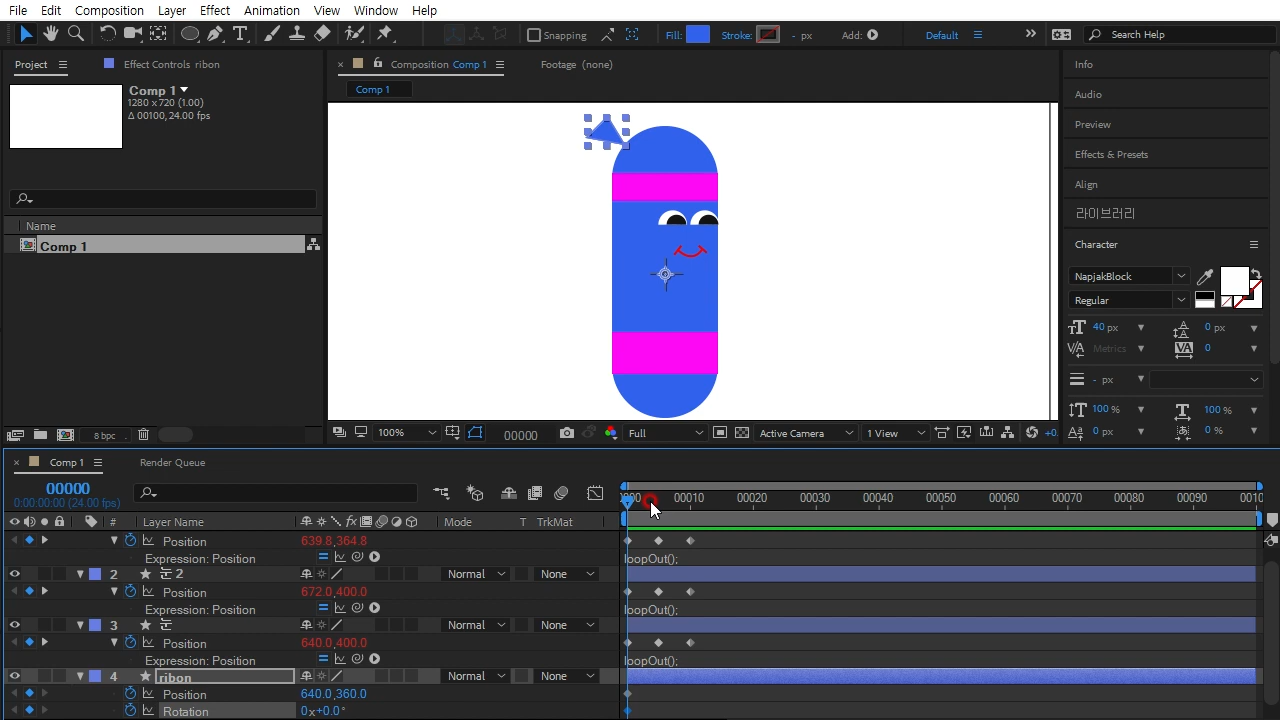 File Edit Composition Layer Effect Animation View Window Help
Snapping Fill: Stroke: - px Add: Default Search Help
Project Effect Controls ribon
Composition Comp 1 Footage (none)
Comp 1
Comp 1
1280 x 720 (1.00)
Δ 00100, 24.00 fps
Name
Comp 1
8 bpc
100% 00000 Full Active Camera 1 View +0.
Info
Audio
Preview
Effects & Presets
Align
라이브러리
Character
NapjakBlock
Regular
40 px 0 px
Metrics 0
- px
100 % 100 %
0 px 0 %
Comp 1 Render Queue
00000
0:00:00:00 (24.00 fps)
00010 00020 00030 00040 00050 00060 00070 00080 00090 0010
# Layer Name Mode T TrkMat
Position 639.8,364.8
Expression: Position loopOut();
2 눈 2 Normal None
Position 672.0,400.0
Expression: Position loopOut();
3 눈 Normal None
Position 640.0,400.0
Expression: Position loopOut();
4 ribon Normal None
Position 640.0,360.0
Rotation 0x+0.0°